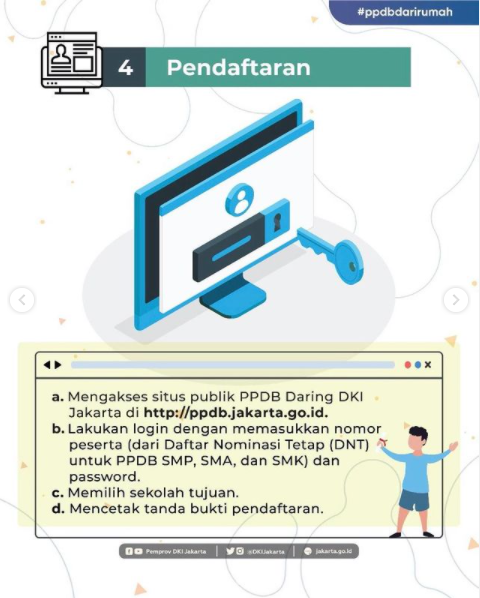 #ppdbdarirumah
4 Pendaftaran
a. Mengakses situs publik PPDB Daring DKI
Jakarta di http://ppdb.jakarta.go.id.
b. Lakukan login dengan memasukkan nomor
peserta (dari Daftar Nominasi Tetap (DNT)
untuk PPDB SMP, SMA, dan SMK) dan
password.
c. Memilih sekolah tujuan.
d. Mencetak tanda bukti pendaftaran.
Pemprov DKI Jakarta | @DKIJakarta | jakarta.go.id